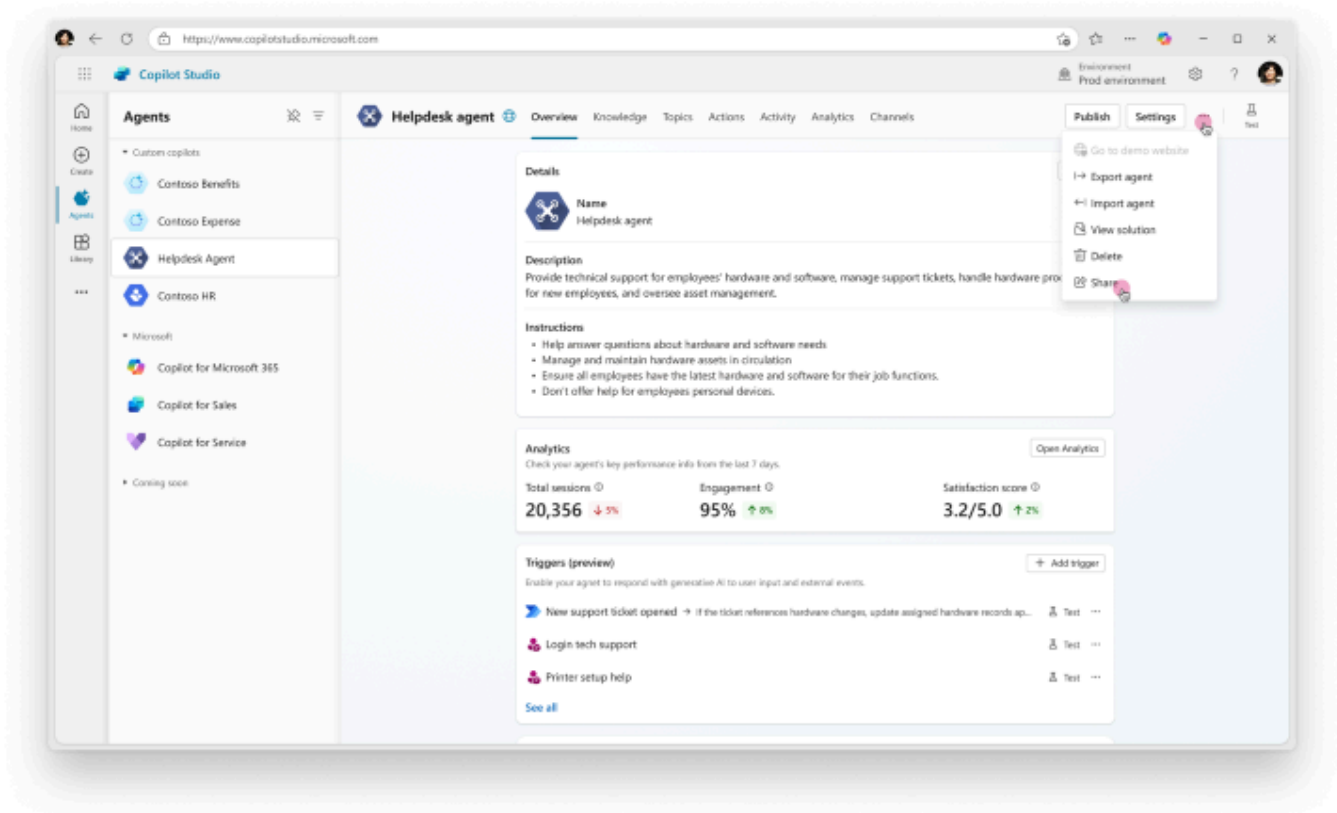 https://www.copilotstudio.microsoft.com
Copilot Studio
Environment
Prod environment
?
Home
Create
Agents
Library
Agents
Custom copilots
Contoso Benefits
Contoso Expense
Helpdesk Agent
Contoso HR
Microsoft
Copilot for Microsoft 365
Copilot for Sales
Copilot for Service
Coming soon
Helpdesk agent
Overview Knowledge Topics Actions Activity Analytics Channels
Publish Settings
Test
Go to demo website
Export agent
Import agent
View solution
Delete
Share
Details
Name
Helpdesk agent
Description
Provide technical support for employees' hardware and software, manage support tickets, handle hardware pro
for new employees, and oversee asset management.
Instructions
• Help answer questions about hardware and software needs
• Manage and maintain hardware assets in circulation
• Ensure all employees have the latest hardware and software for their job functions.
• Don't offer help for employees personal devices.
Analytics
Open Analytics
Check your agent's key performance info from the last 7 days.
Total sessions Engagement Satisfaction score
20,356 ↓ 5% 95% ↑ 8% 3.2/5.0 ↑ 2%
Triggers (preview)
+ Add trigger
Enable your agnet to respond with generative AI to user input and external events.
New support ticket opened → If the ticket references hardware changes, update assigned hardware records ap... Test ...
Login tech support Test ...
Printer setup help Test ...
See all